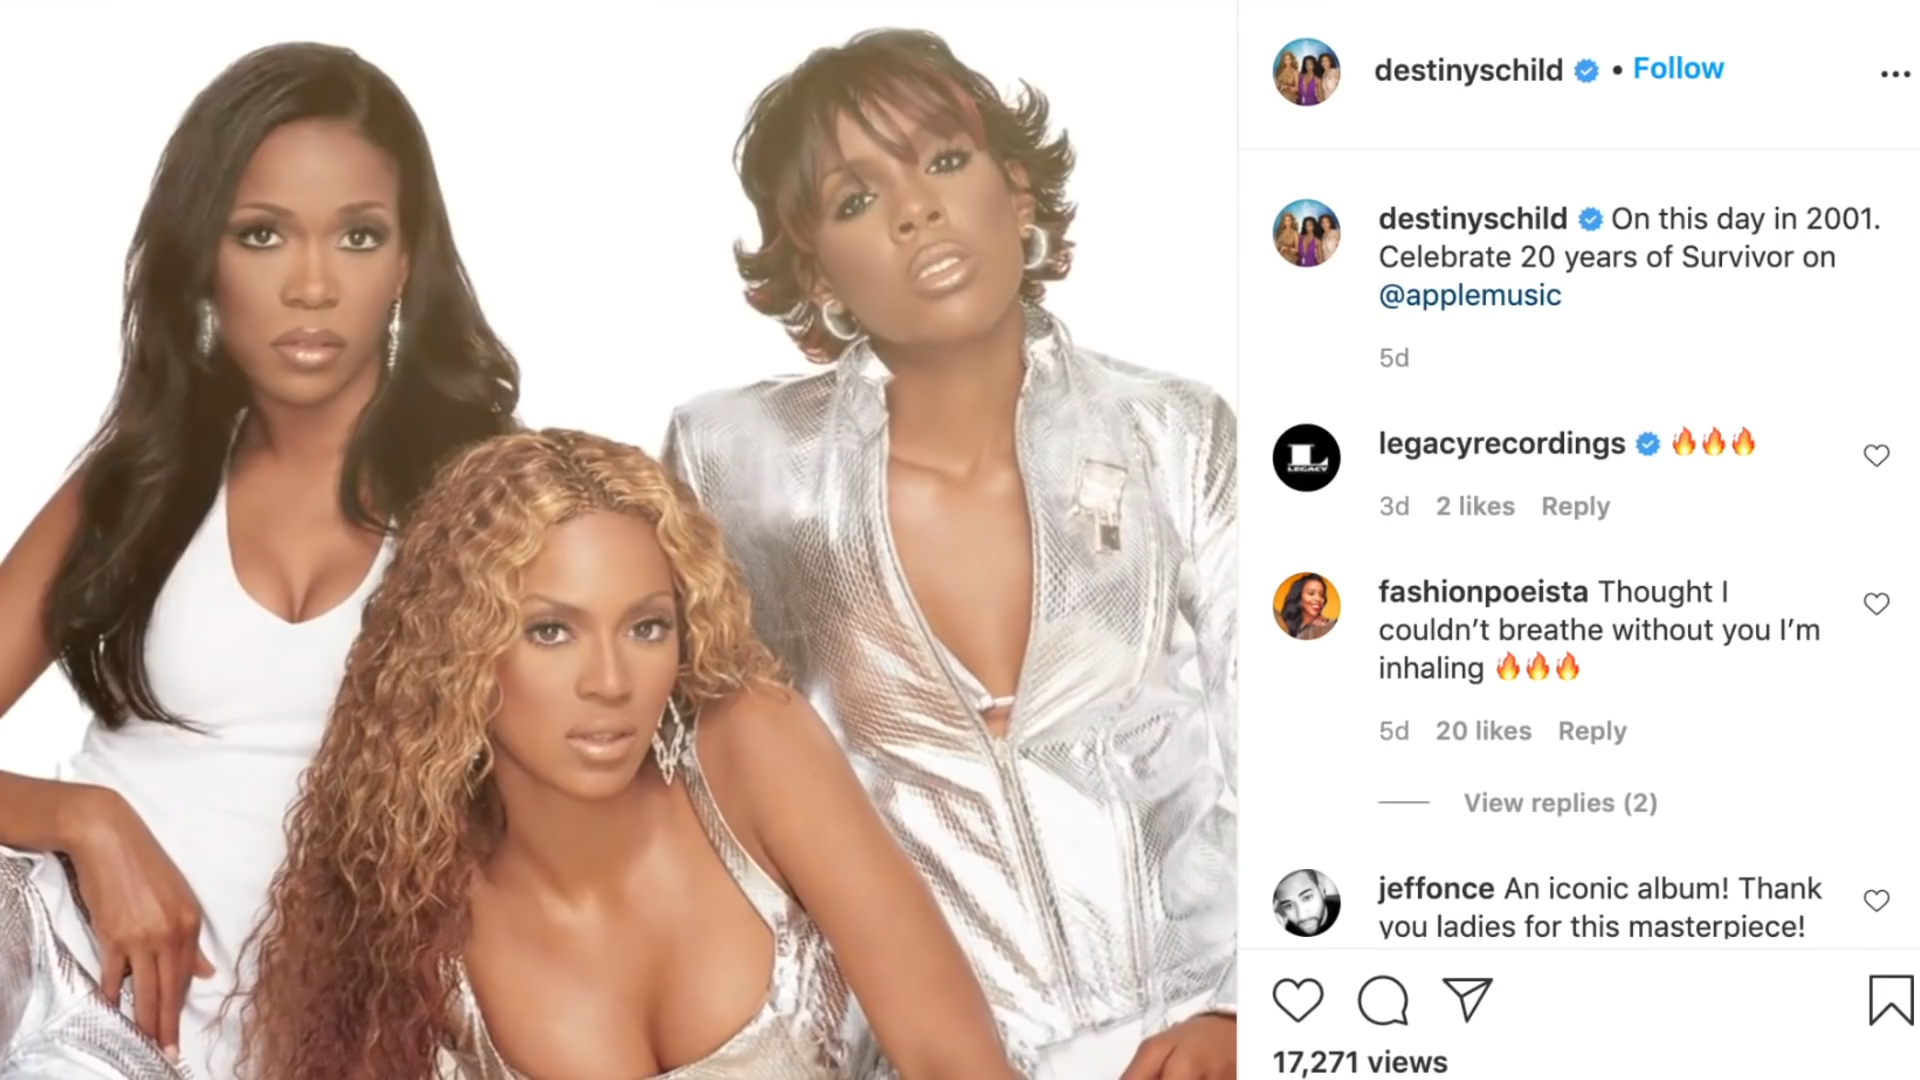 destinyschild • Follow
destinyschild On this day in 2001.
Celebrate 20 years of Survivor on
@applemusic
5d
LEGACY
legacyrecordings 🔥🔥🔥
3d 2 likes Reply
fashionpoeista Thought I
couldn’t breathe without you I’m
inhaling 🔥🔥🔥
5d 20 likes Reply
View replies (2)
jeffonce An iconic album! Thank
you ladies for this masterpiece!
17,271 views